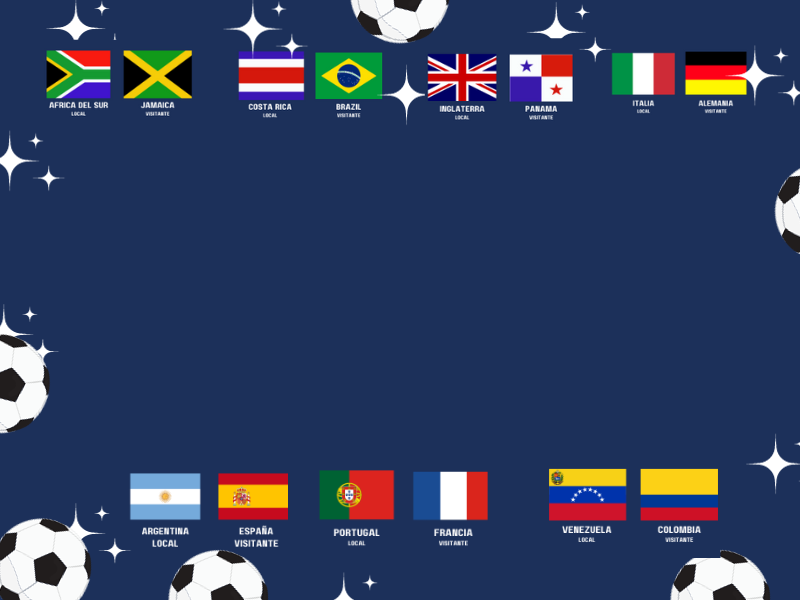 AFRICA DEL SUR
LOCAL
JAMAICA
VISITANTE
COSTA RICA
LOCAL
BRAZIL
VISITANTE
INGLATERRA
LOCAL
PANAMA
VISITANTE
ITALIA
LOCAL
ALEMANIA
VISITANTE
ARGENTINA
LOCAL
ESPAÑA
VISITANTE
PORTUGAL
LOCAL
FRANCIA
VISITANTE
VENEZUELA
LOCAL
COLOMBIA
VISITANTE